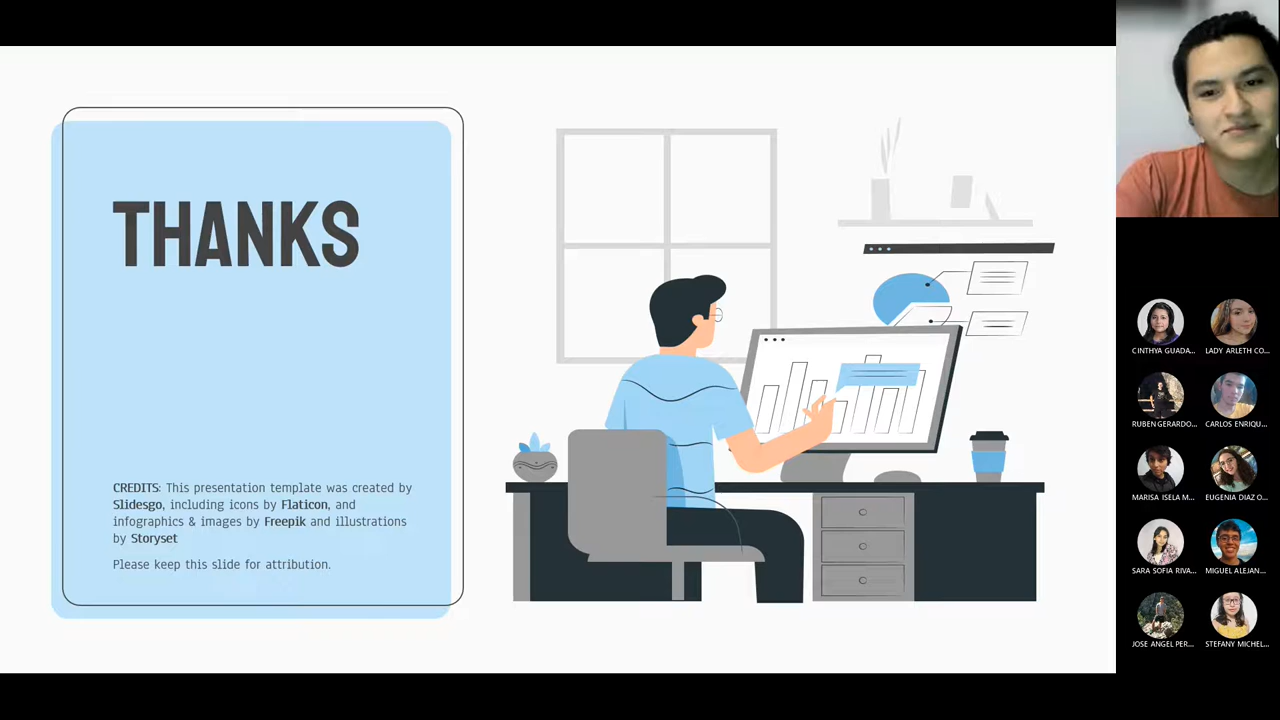 THANKS
CREDITS: This presentation template was created by
Slidesgo, including icons by Flaticon, and
infographics & images by Freepik and illustrations
by Storyset
Please keep this slide for attribution.
CINTHYA GUADA...
LADY ARLETH CO...
RUBEN GERARDO...
CARLOS ENRIQU...
MARISA ISELA M...
EUGENIA DIAZ O...
SARA SOFIA RIVA...
MIGUEL ALEJAN...
JOSE ANGEL PER...
STEFANY MICHEL...